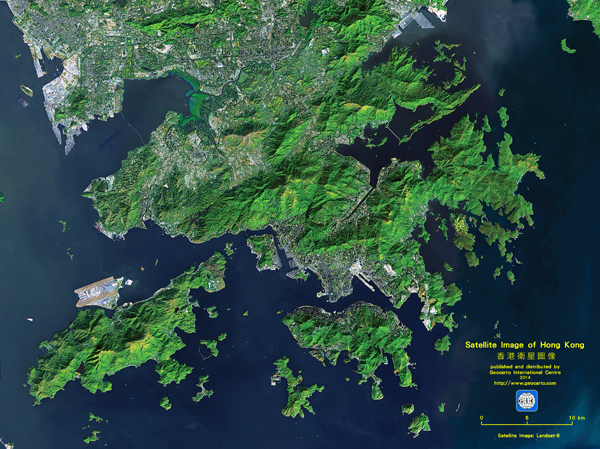 Satellite Image of Hong Kong
香港衛星圖像
published and distributed by
Geocarto International Centre
2014
http://www.geocarto.com
0 5 10 km
Satellite Image: Landsat-8